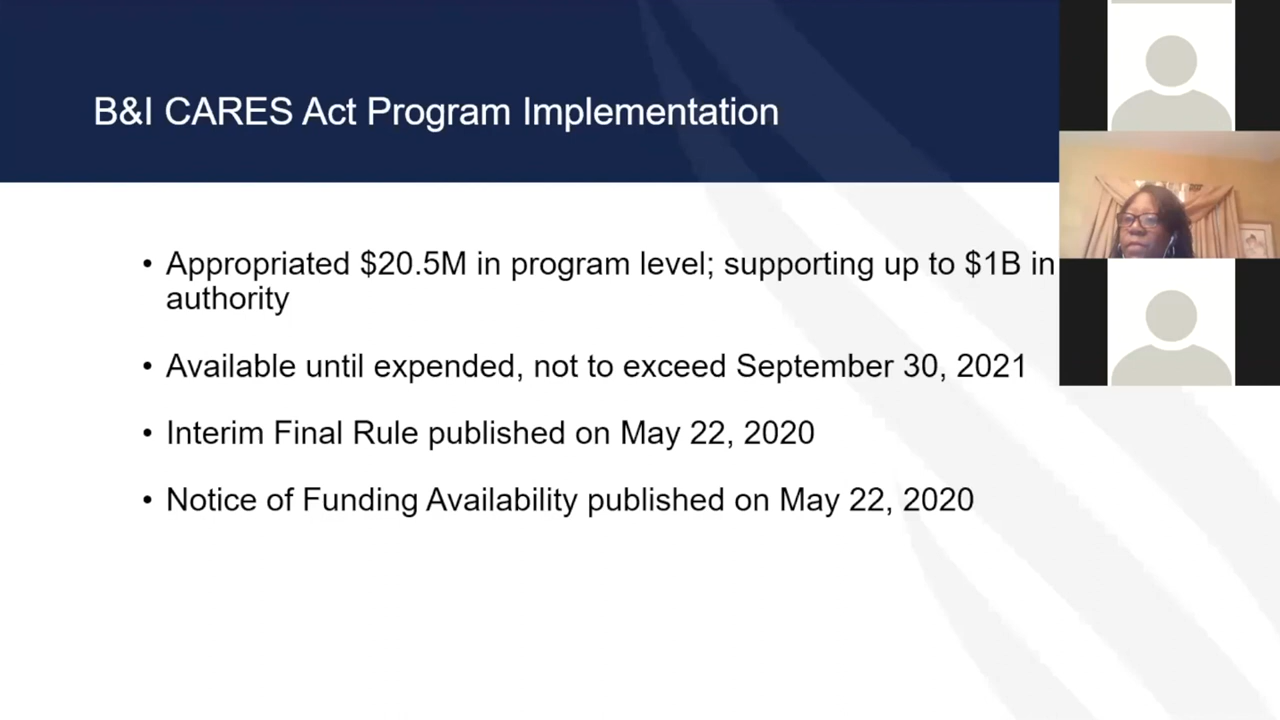 B&I CARES Act Program Implementation
• Appropriated $20.5M in program level; supporting up to $1B in
authority
• Available until expended, not to exceed September 30, 2021
• Interim Final Rule published on May 22, 2020
• Notice of Funding Availability published on May 22, 2020